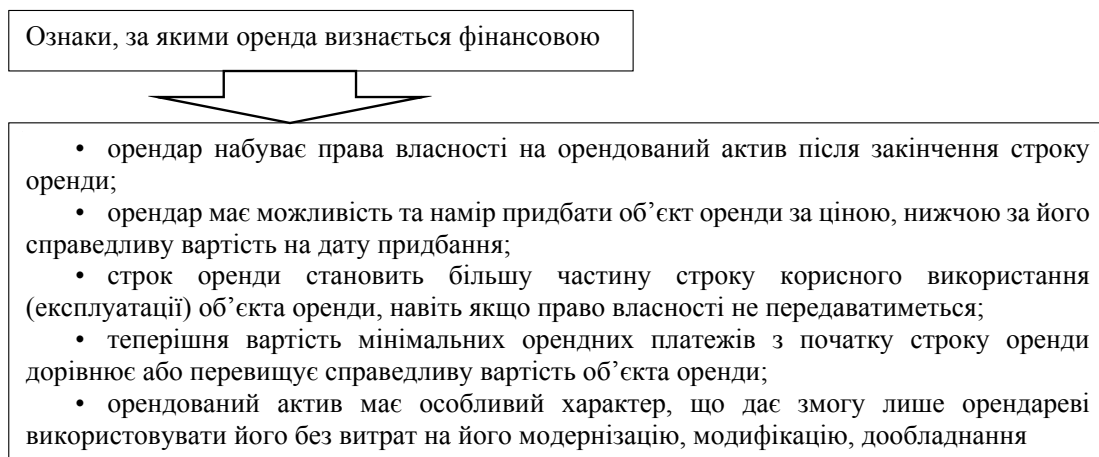 Ознаки, за якими оренда визнається фінансовою
• орендар набуває права власності на орендований актив після закінчення строку
оренди;
• орендар має можливість та намір придбати об’єкт оренди за ціною, нижчою за його
справедливу вартість на дату придбання;
• строк оренди становить більшу частину строку корисного використання
(експлуатації) об’єкта оренди, навіть якщо право власності не передаватиметься;
• теперішня вартість мінімальних орендних платежів з початку строку оренди
дорівнює або перевищує справедливу вартість об’єкта оренди;
• орендований актив має особливий характер, що дає змогу лише орендареві
використовувати його без витрат на його модернізацію, модифікацію, дообладнання